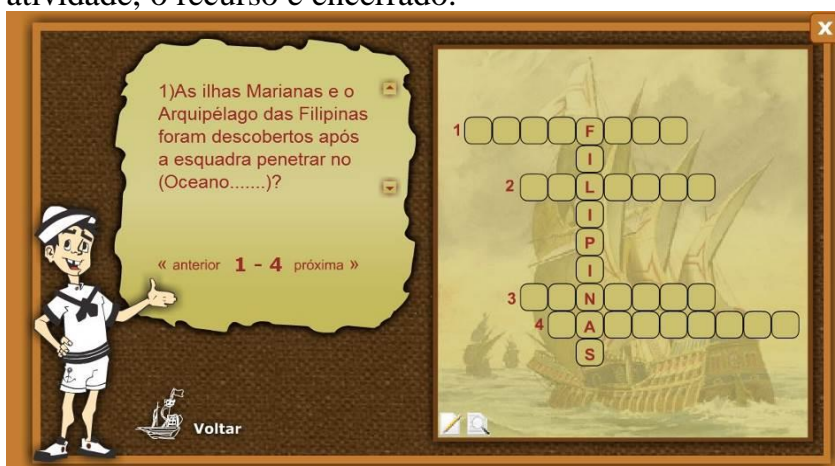 atividade, o recurso é encerrado.
X
1)As ilhas Marianas e o
Arquipélago das Filipinas
foram descobertos após
a esquadra penetrar no
(Oceano.......)?
« anterior 1 - 4 próxima »
Voltar
1 F
I
2 L
I
P
I
3 N
4 A
S